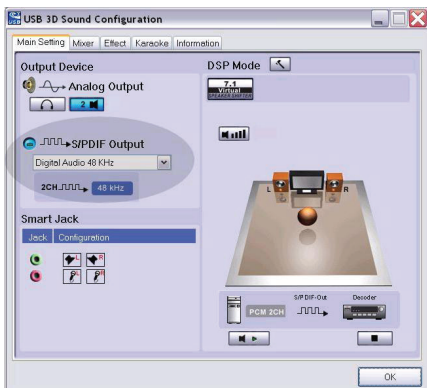 USB 3D Sound Configuration
Main Setting Mixer Effect Karaoke Information
Output Device
Analog Output
2
S/PDIF Output
Digital Audio 48 KHz
2CH 48 kHz
Smart Jack
Jack Configuration
L R
L R
DSP Mode
7.1
Virtual
SPEAKER SHIFTER
L R
S/PDIF-Out Decoder
PCM 2CH
OK